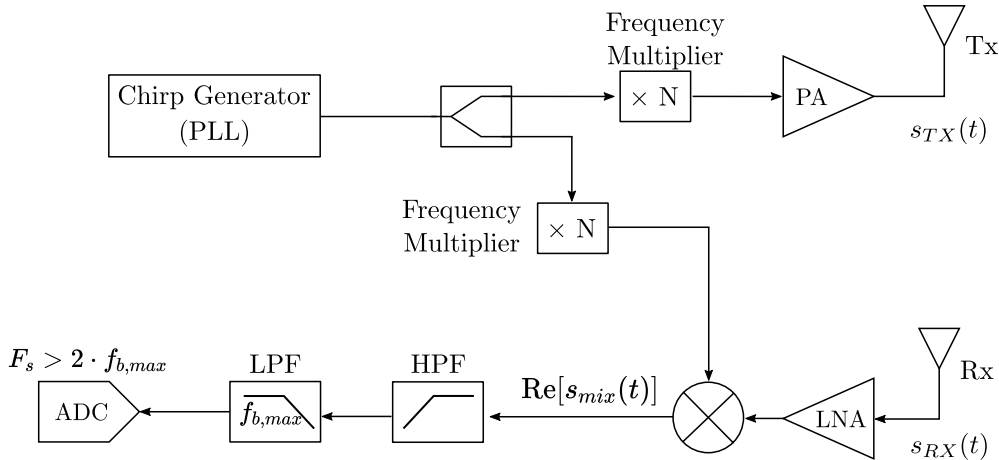 Frequency
Multiplier
Tx
Chirp Generator
(PLL)
× N
PA
s_{TX}(t)
Frequency
Multiplier
× N
F_s > 2 · f_{b,max}
LPF
HPF
Re[s_{mix}(t)]
Rx
ADC
f_{b,max}
LNA
s_{RX}(t)